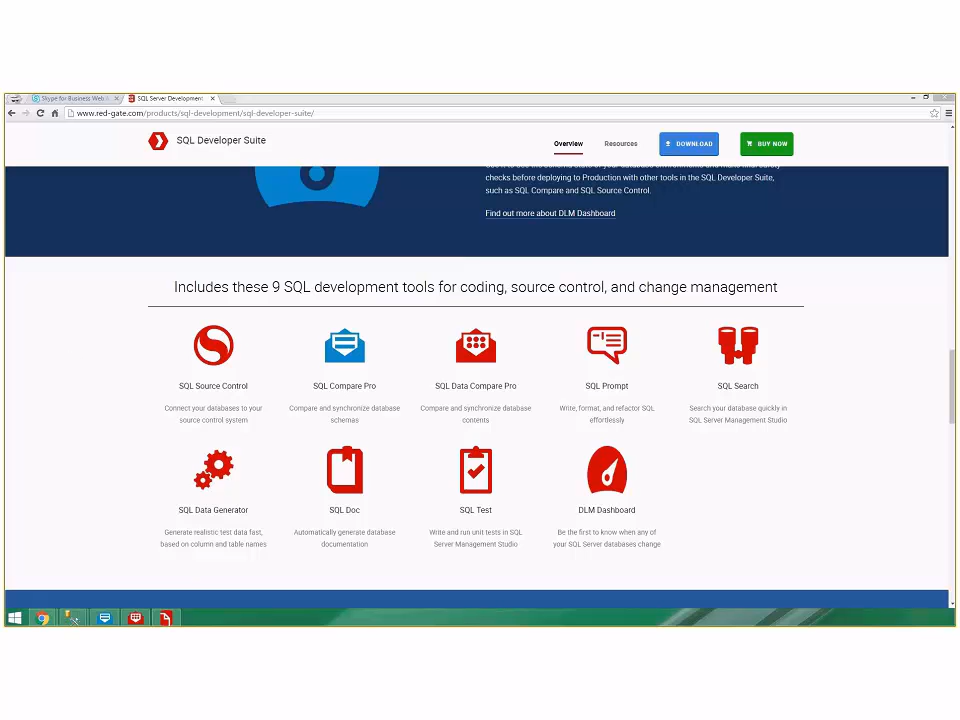 Skype for Business Web
SQL Server Development
www.red-gate.com/products/sql-development/sql-developer-suite/
SQL Developer Suite
Overview
Resources
DOWNLOAD
BUY NOW
checks before deploying to Production with other tools in the SQL Developer Suite,
such as SQL Compare and SQL Source Control.
Find out more about DLM Dashboard
Includes these 9 SQL development tools for coding, source control, and change management
SQL Source Control
SQL Compare Pro
SQL Data Compare Pro
SQL Prompt
SQL Search
Connect your databases to your
source control system
Compare and synchronize database
schemas
Compare and synchronize database
contents
Write, format, and refactor SQL
effortlessly
Search your database quickly in
SQL Server Management Studio
SQL Data Generator
SQL Doc
SQL Test
DLM Dashboard
Generate realistic test data fast,
based on column and table names
Automatically generate database
documentation
Write and run unit tests in SQL
Server Management Studio
Be the first to know when any of
your SQL Server databases change